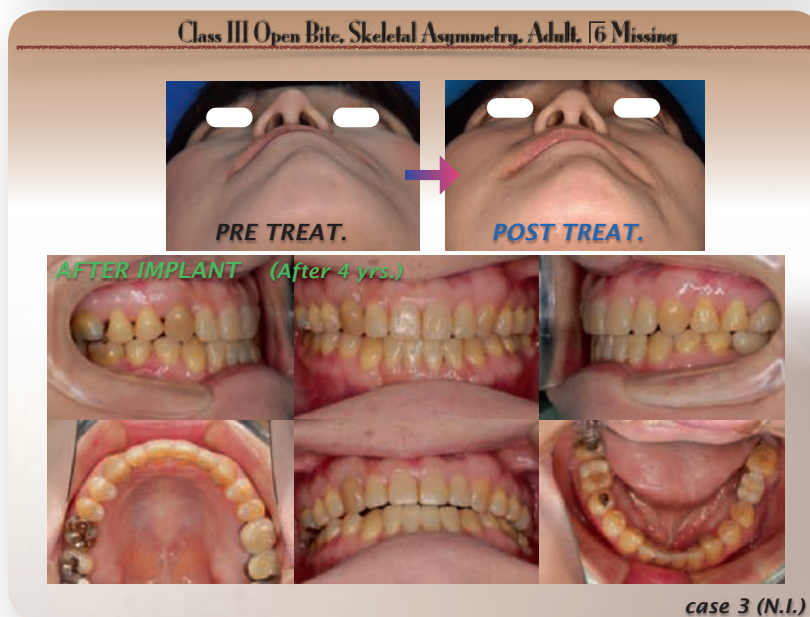 Class III Open Bite. Skeletal Asymmetry. Adult. ⌈6 Missing
PRE TREAT.
POST TREAT.
AFTER IMPLANT (After 4 yrs.)
case 3 (N.I.)